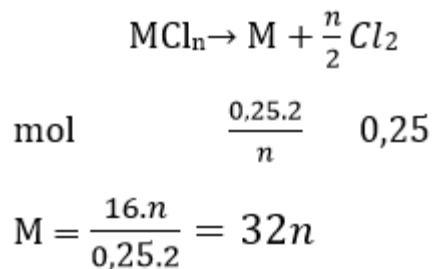 MClₙ→ M + n/2 Cl₂
mol 0,25.2/n 0,25
M = 16.n/0,25.2 = 32n